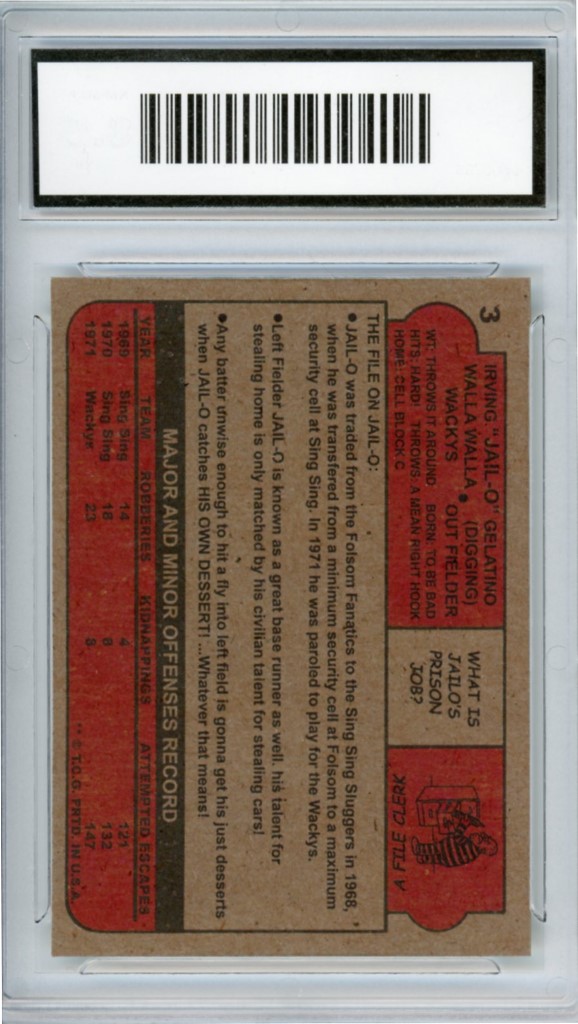 3
IRVING "JAIL-O" GELATINO
WALLA WALLA • (DIGGING)
WACKYS OUT FIELDER
WT: THROWS IT AROUND BORN: TO BE BAD
HITS: HARD! THROWS A MEAN RIGHT HOOK
HOME: CELL BLOCK C
WHAT IS
JAILO'S
PRISON
JOB?
A FILE CLERK
THE FILE ON JAIL-O:
• JAIL-O was traded from the Folsom Fanatics to the Sing Sing Sluggers in 1968,
when he was transfered from a minimum security cell at Folsom to a maximum
security cell at Sing Sing. In 1971 he was paroled to play for the Wackys.
• Left Fielder JAIL-O is known as a great base runner as well. his talent for
stealing home is only matched by his civilian talent for stealing cars!
• Any batter unwise enough to hit a fly into left field is gonna get his just desserts
when JAIL-O catches HIS OWN DESSERT! ...Whatever that means!
MAJOR AND MINOR OFFENSES RECORD
YEAR TEAM ROBBERIES KIDNAPPINGS ATTEMPTED ESCAPES
1969 Sing Sing 14 4 121
1970 Sing Sing 18 8 132
1971 Wackys 23 3 147
** © T.C.G. PRTD. IN U.S.A.